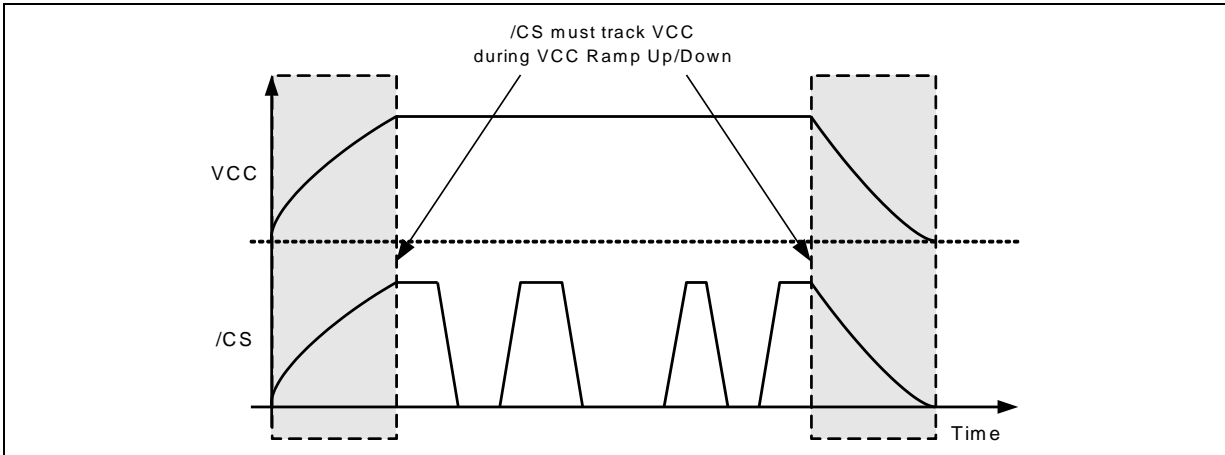 /CS must track VCC
during VCC Ramp Up/Down
VCC
/CS
Time